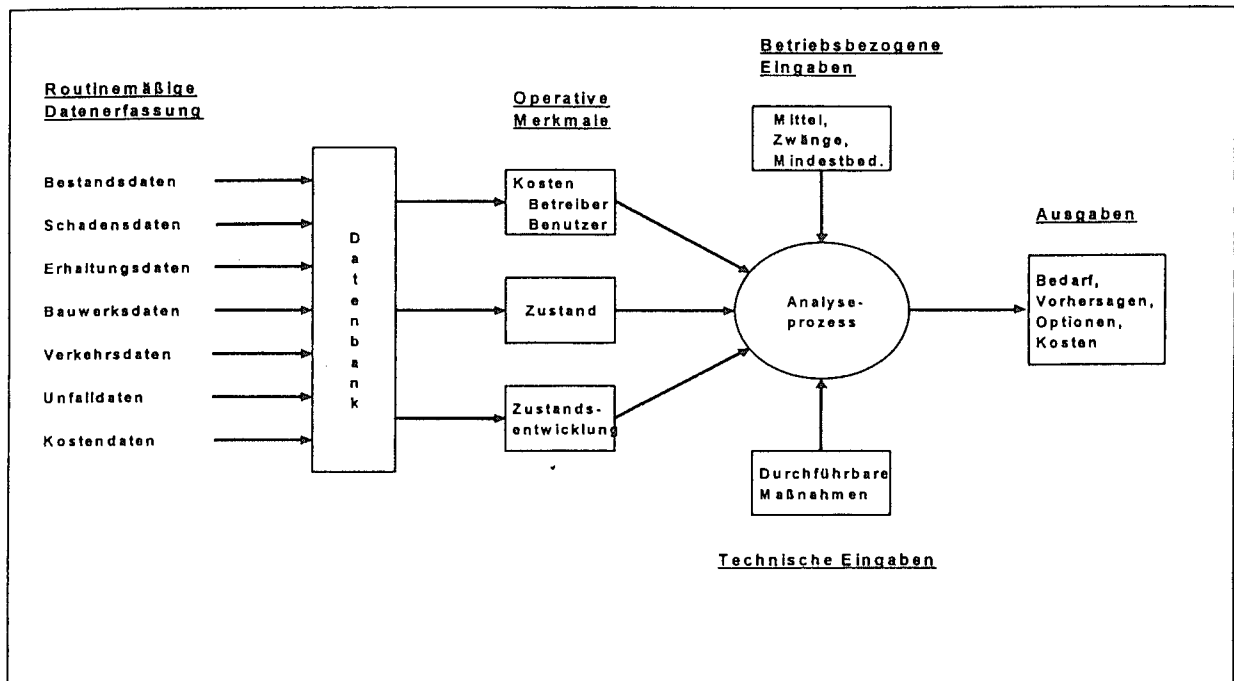 Routinemäßige
Datenerfassung
Bestandsdaten
Schadensdaten
Erhaltungsdaten
Bauwerksdaten
Verkehrsdaten
Unfalldaten
Kostendaten
Datenbank
Operative
Merkmale
Kosten
Betreiber
Benutzer
Zustand
Zustands-
entwicklung
Betriebsbezogene
Eingaben
Mittel,
Zwänge,
Mindestbed.
Analyse-
prozess
Durchführbare
Maßnahmen
Technische Eingaben
Ausgaben
Bedarf,
Vorhersagen,
Optionen,
Kosten